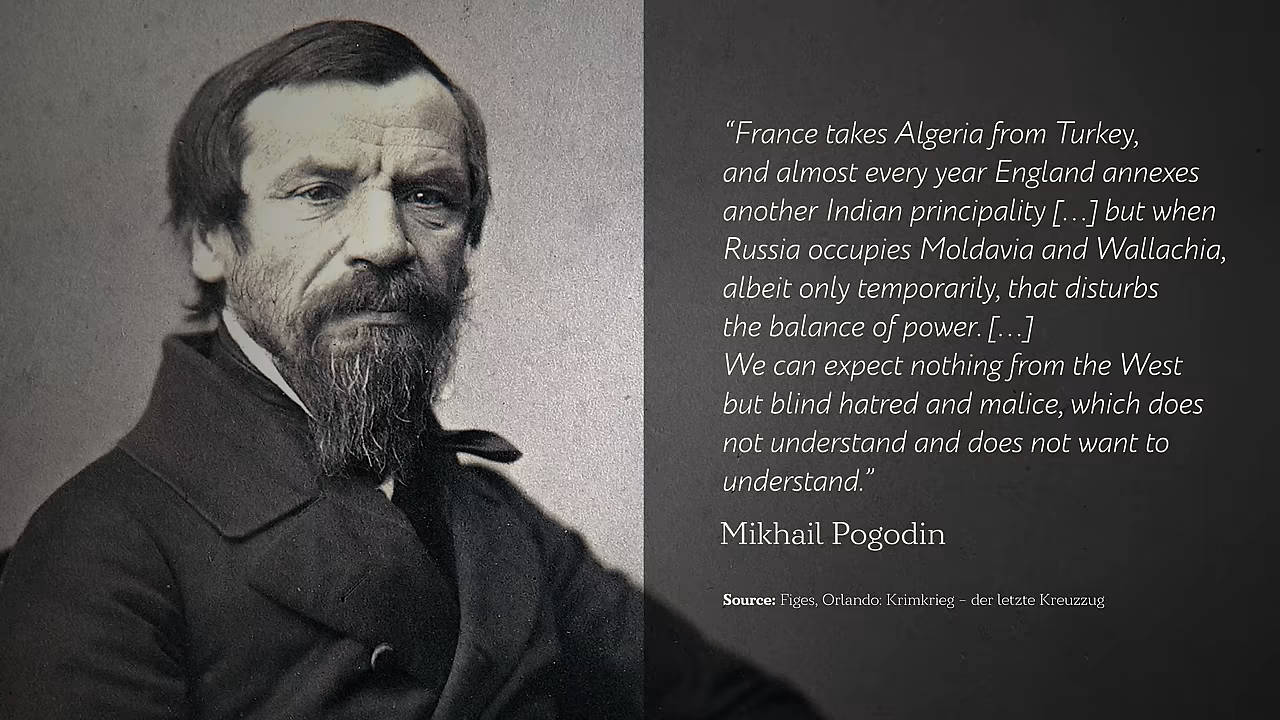 “France takes Algeria from Turkey,
and almost every year England annexes
another Indian principality [...] but when
Russia occupies Moldavia and Wallachia,
albeit only temporarily, that disturbs
the balance of power. [...]
We can expect nothing from the West
but blind hatred and malice, which does
not understand and does not want to
understand.”
Mikhail Pogodin
Source: Figes, Orlando: Krimkrieg – der letzte Kreuzzug